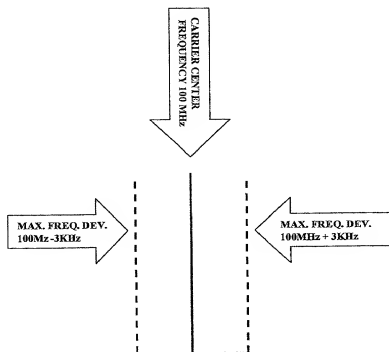 CARRIER CENTER
FREQUENCY 100 MHz
MAX. FREQ. DEV.
100Mz -3KHz
MAX. FREQ. DEV.
100MHz + 3KHz